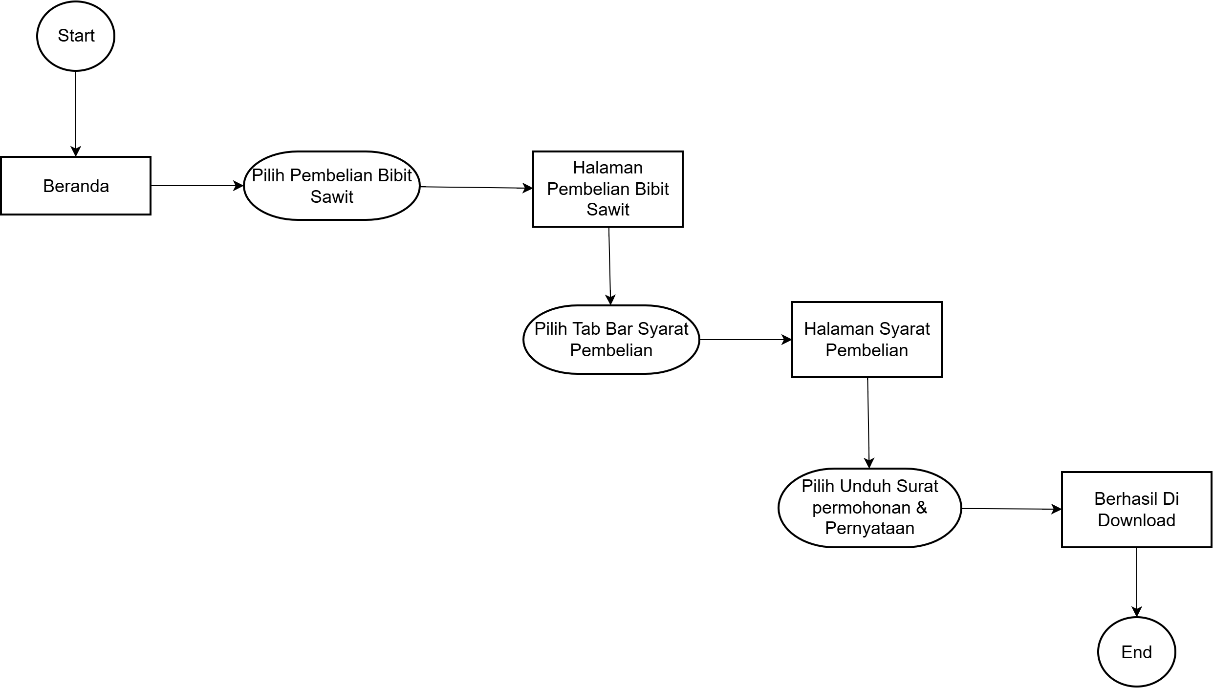 Start
Beranda
Pilih Pembelian Bibit
Sawit
Halaman
Pembelian Bibit
Sawit
Pilih Tab Bar Syarat
Pembelian
Halaman Syarat
Pembelian
Pilih Unduh Surat
permohonan &
Pernyataan
Berhasil Di
Download
End